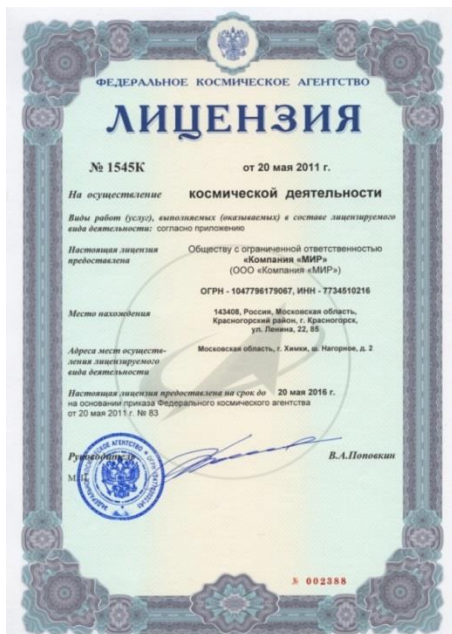 ФЕДЕРАЛЬНОЕ КОСМИЧЕСКОЕ АГЕНТСТВО
ЛИЦЕНЗИЯ
№ 1545К от 20 мая 2011 г.
На осуществление космической деятельности
Виды работ (услуг), выполняемых (оказываемых) в составе лицензируемого
вида деятельности: согласно приложению
Настоящая лицензия Обществу с ограниченной ответственностью
предоставлена «Компания «МИР»
(ООО «Компания «МИР»)
ОГРН - 1047796179067, ИНН - 7734510216
Место нахождения 143408, Россия, Московская область,
Красногорский район, г. Красногорск,
ул. Ленина, 22, 85
Адреса мест осуществ- Московская область, г. Химки, ш. Нагорное, д. 2
ления лицензируемого
вида деятельности
Настоящая лицензия предоставлена на срок до 20 мая 2016 г.
на основании приказа Федерального космического агентства
от 20 мая 2011 г. № 83
Руководитель В.А.Поповкин
М.П.
№ 002388